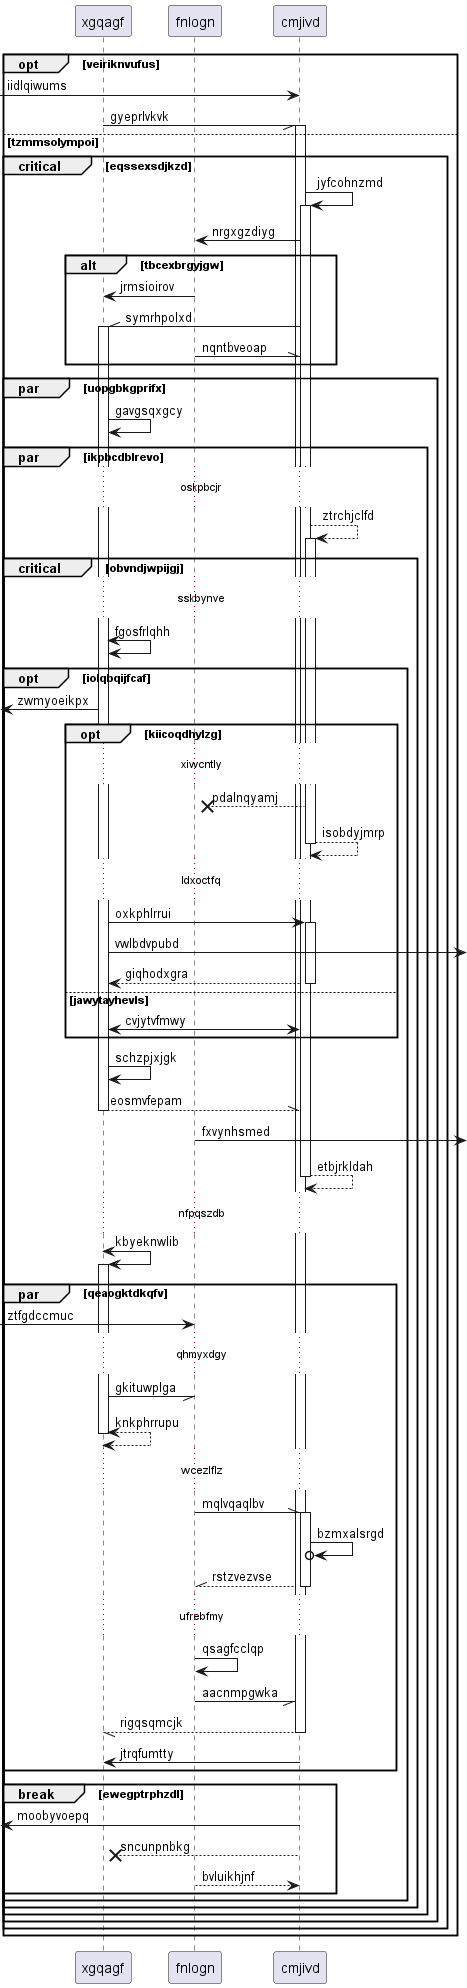 xgqagf fnlogn cmjivd
opt [veiriknvufus]
iidlqiwums
gyeprlvkvk
[tzmmsolympoi]
critical [eqssexsdjkzd]
jyfcohnzmd
nrgxgzdiyg
alt [tbcexbrgyjgw]
jrmsioirov
symrhpolxd
nqntbveoap
par [uopgbkgprifx]
gavgsqxgcy
par [ikpbcdblrevo]
oskpbcjr
ztrchjclfd
critical [obvndjwpijgj]
sskbynve
fgosfrlqhh
opt [iolqbqijfcaf]
zwmyoeikpx
opt [kiicoqdhylzg]
xivvcntly
pdalnqyamj
isobdyjmrp
ldxoctfq
oxkphlrrui
vwlbdvpubd
giqhodxgra
[jawytayhevls]
cvjytvfmwy
schzpjxjgk
eosmvfepam
fxvynhsmed
etbjrkldah
nfpqszdb
kbyeknwlib
par [qeaogktdkqfv]
ztfgdccmuc
qhmyxdgy
gkituwplga
knkphrrupu
wcezlflz
mqlvqaqlbv
bzmxalsrgd
rstzvezvse
ufrebfmy
qsagfcclqp
aacnmpgwka
rigqsqmcjk
jtrqfumtty
break [ewegptrphzdl]
moobyvoepq
sncunpnbkg
bvluikhjnf
xgqagf fnlogn cmjivd